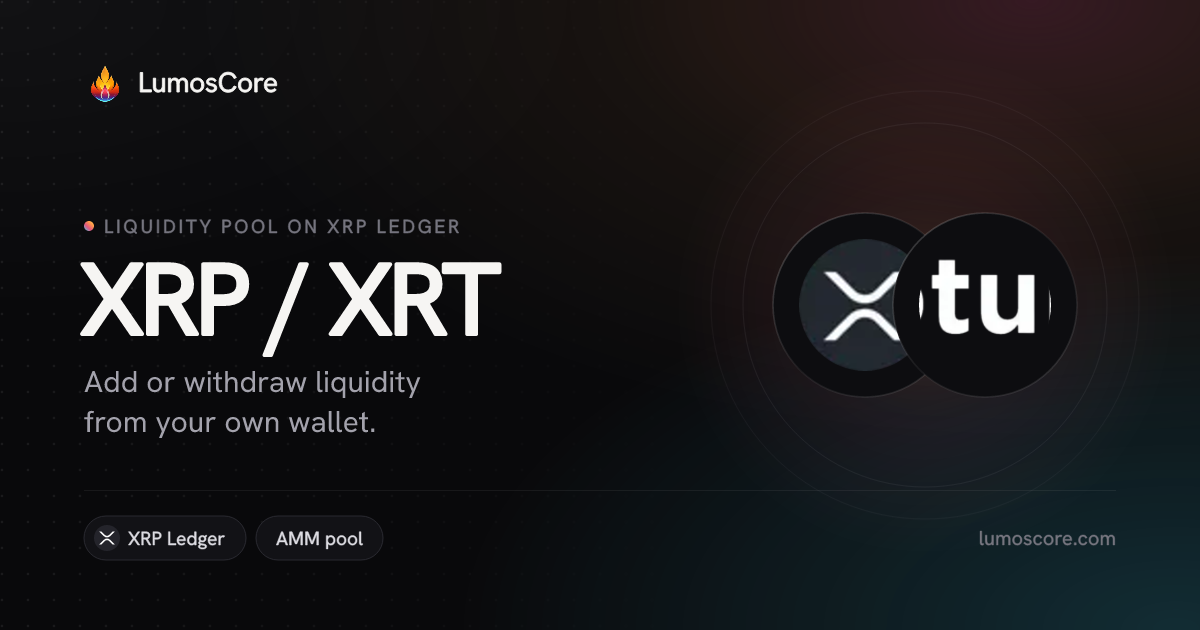 LumosCore
LIQUIDITY POOL ON XRP LEDGER
XRP / XRT
Add or withdraw liquidity
from your own wallet.
tu
XRP Ledger
AMM pool
lumoscore.com